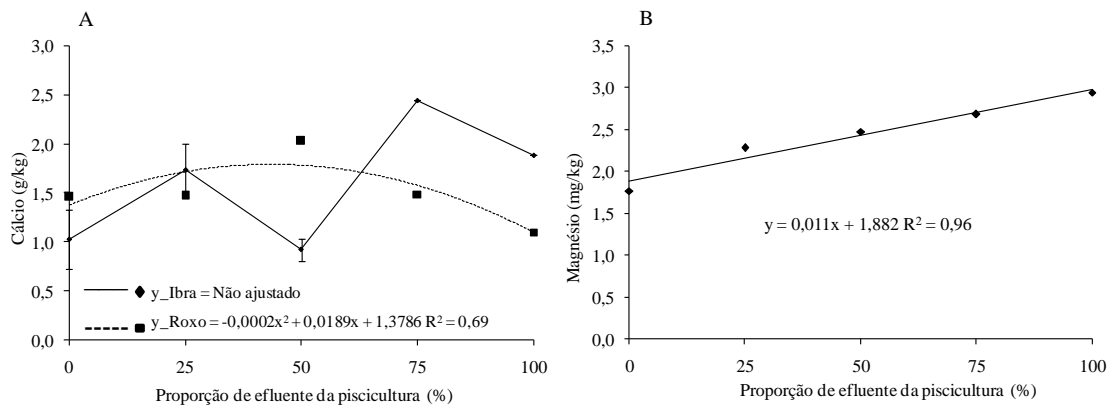 A
3,0
2,5
2,0
1,5
1,0
0,5
0,0
Cálcio (g/kg)
y_Ibra = Não ajustado
y_Roxo = -0,0002x² + 0,0189x + 1,3786 R² = 0,69
0 25 50 75 100
Proporção de efluente da piscicultura (%)
B
3,5
3,0
2,5
2,0
1,5
1,0
0,5
0,0
Magnésio (mg/kg)
y = 0,011x + 1,882 R² = 0,96
0 25 50 75 100
Proporção de efluente da piscicultura (%)